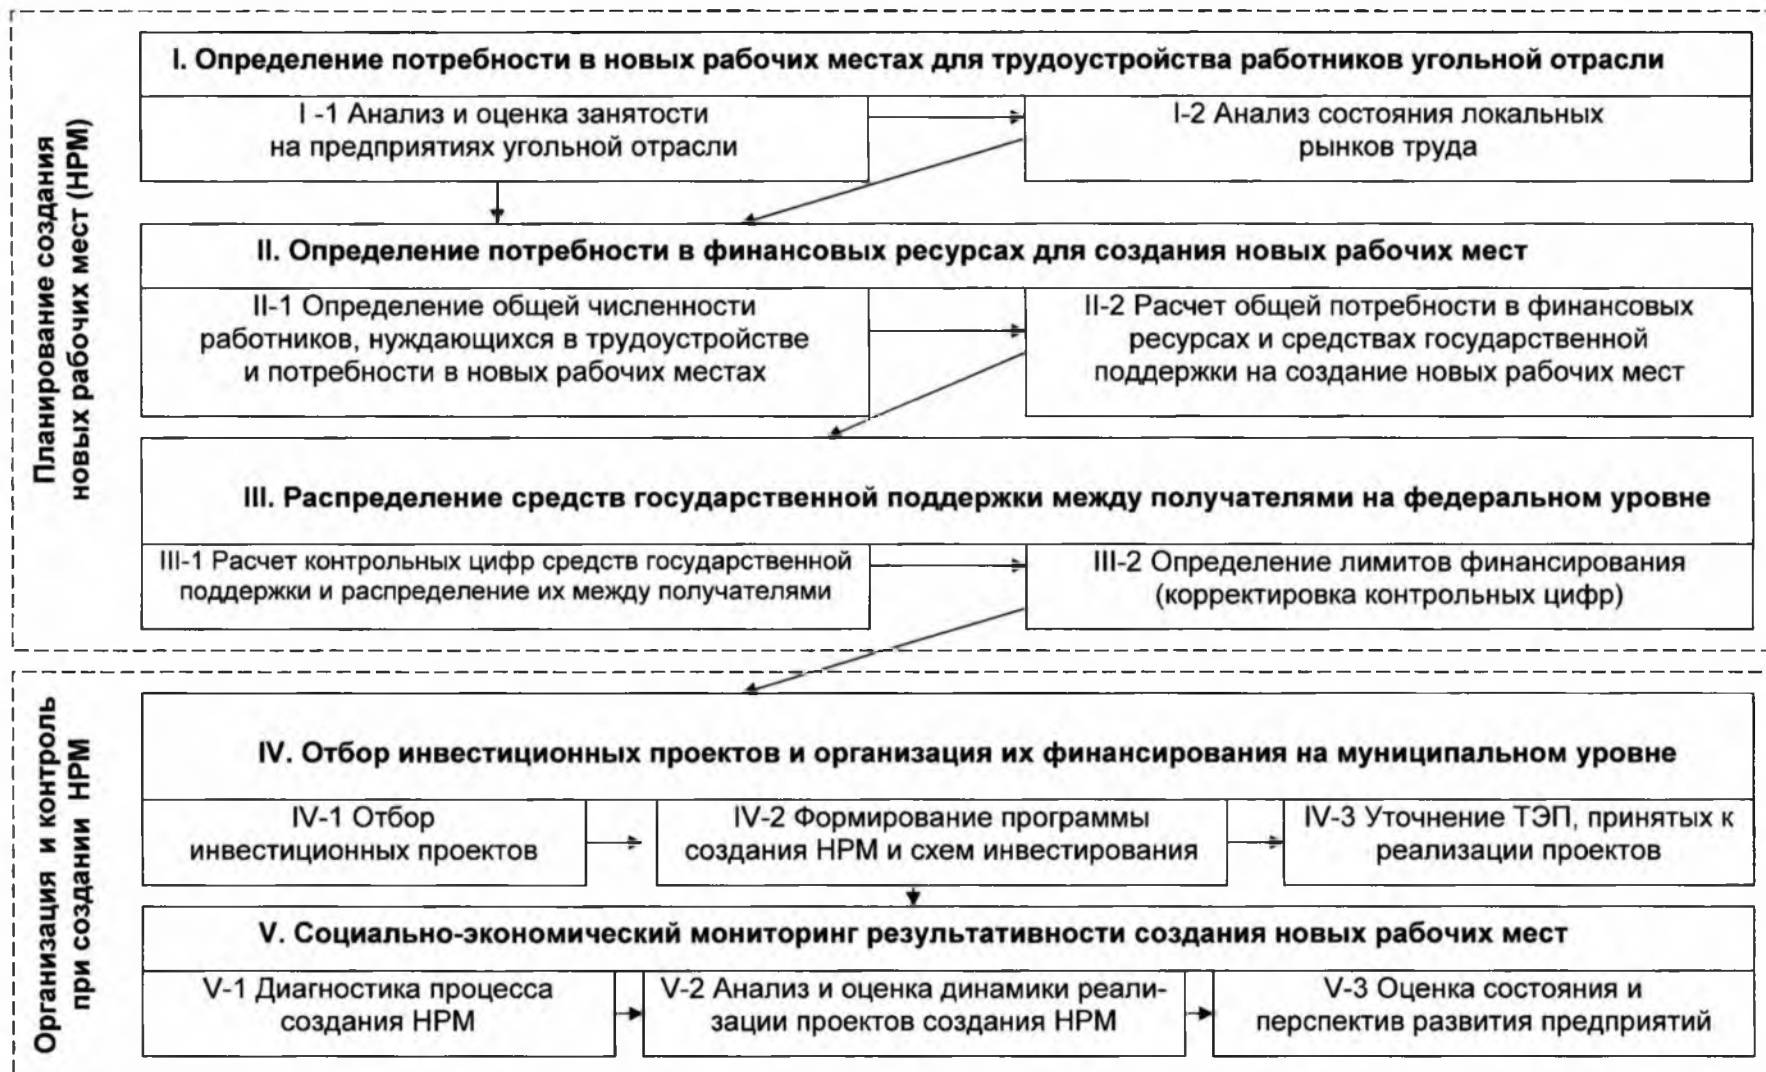 Планирование создания
новых рабочих мест (НРМ)
I. Определение потребности в новых рабочих местах для трудоустройства работников угольной отрасли
I -1 Анализ и оценка занятости
на предприятиях угольной отрасли
I-2 Анализ состояния локальных
рынков труда
II. Определение потребности в финансовых ресурсах для создания новых рабочих мест
II-1 Определение общей численности
работников, нуждающихся в трудоустройстве
и потребности в новых рабочих местах
II-2 Расчет общей потребности в финансовых
ресурсах и средствах государственной
поддержки на создание новых рабочих мест
III. Распределение средств государственной поддержки между получателями на федеральном уровне
III-1 Расчет контрольных цифр средств государственной
поддержки и распределение их между получателями
III-2 Определение лимитов финансирования
(корректировка контрольных цифр)
Организация и контроль
при создании НРМ
IV. Отбор инвестиционных проектов и организация их финансирования на муниципальном уровне
IV-1 Отбор
инвестиционных проектов
IV-2 Формирование программы
создания НРМ и схем инвестирования
IV-3 Уточнение ТЭП, принятых к
реализации проектов
V. Социально-экономический мониторинг результативности создания новых рабочих мест
V-1 Диагностика процесса
создания НРМ
V-2 Анализ и оценка динамики реали-
зации проектов создания НРМ
V-3 Оценка состояния и
перспектив развития предприятий